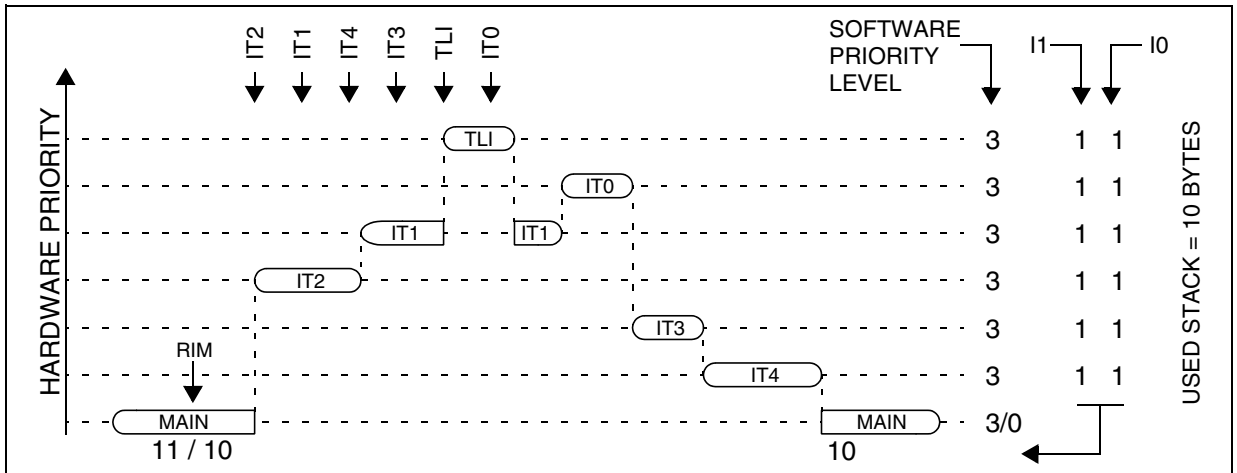 IT2
IT1
IT4
IT3
TLI
IT0
SOFTWARE
PRIORITY
LEVEL
I1
I0
HARDWARE PRIORITY
TLI
3
1 1
IT0
3
1 1
IT1
IT1
3
1 1
IT2
3
1 1
IT3
3
1 1
RIM
IT4
3
1 1
MAIN
MAIN
3/0
11 / 10
10
USED STACK = 10 BYTES